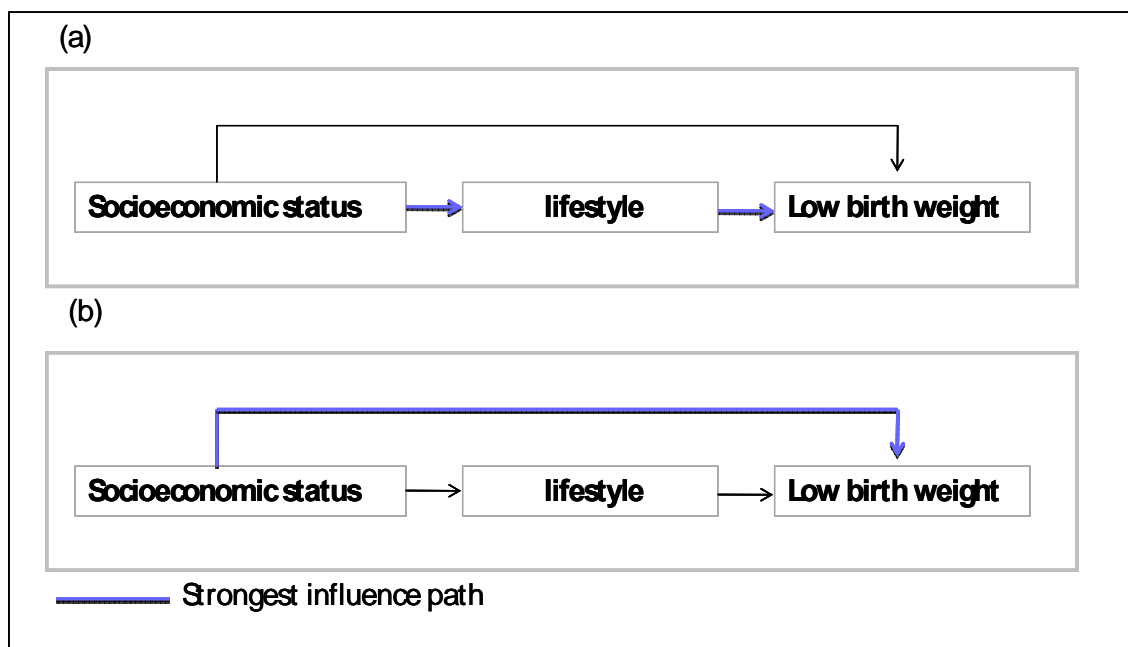 (a)
Socioeconomic status
lifestyle
Low birth weight
(b)
Socioeconomic status
lifestyle
Low birth weight
Strongest influence path